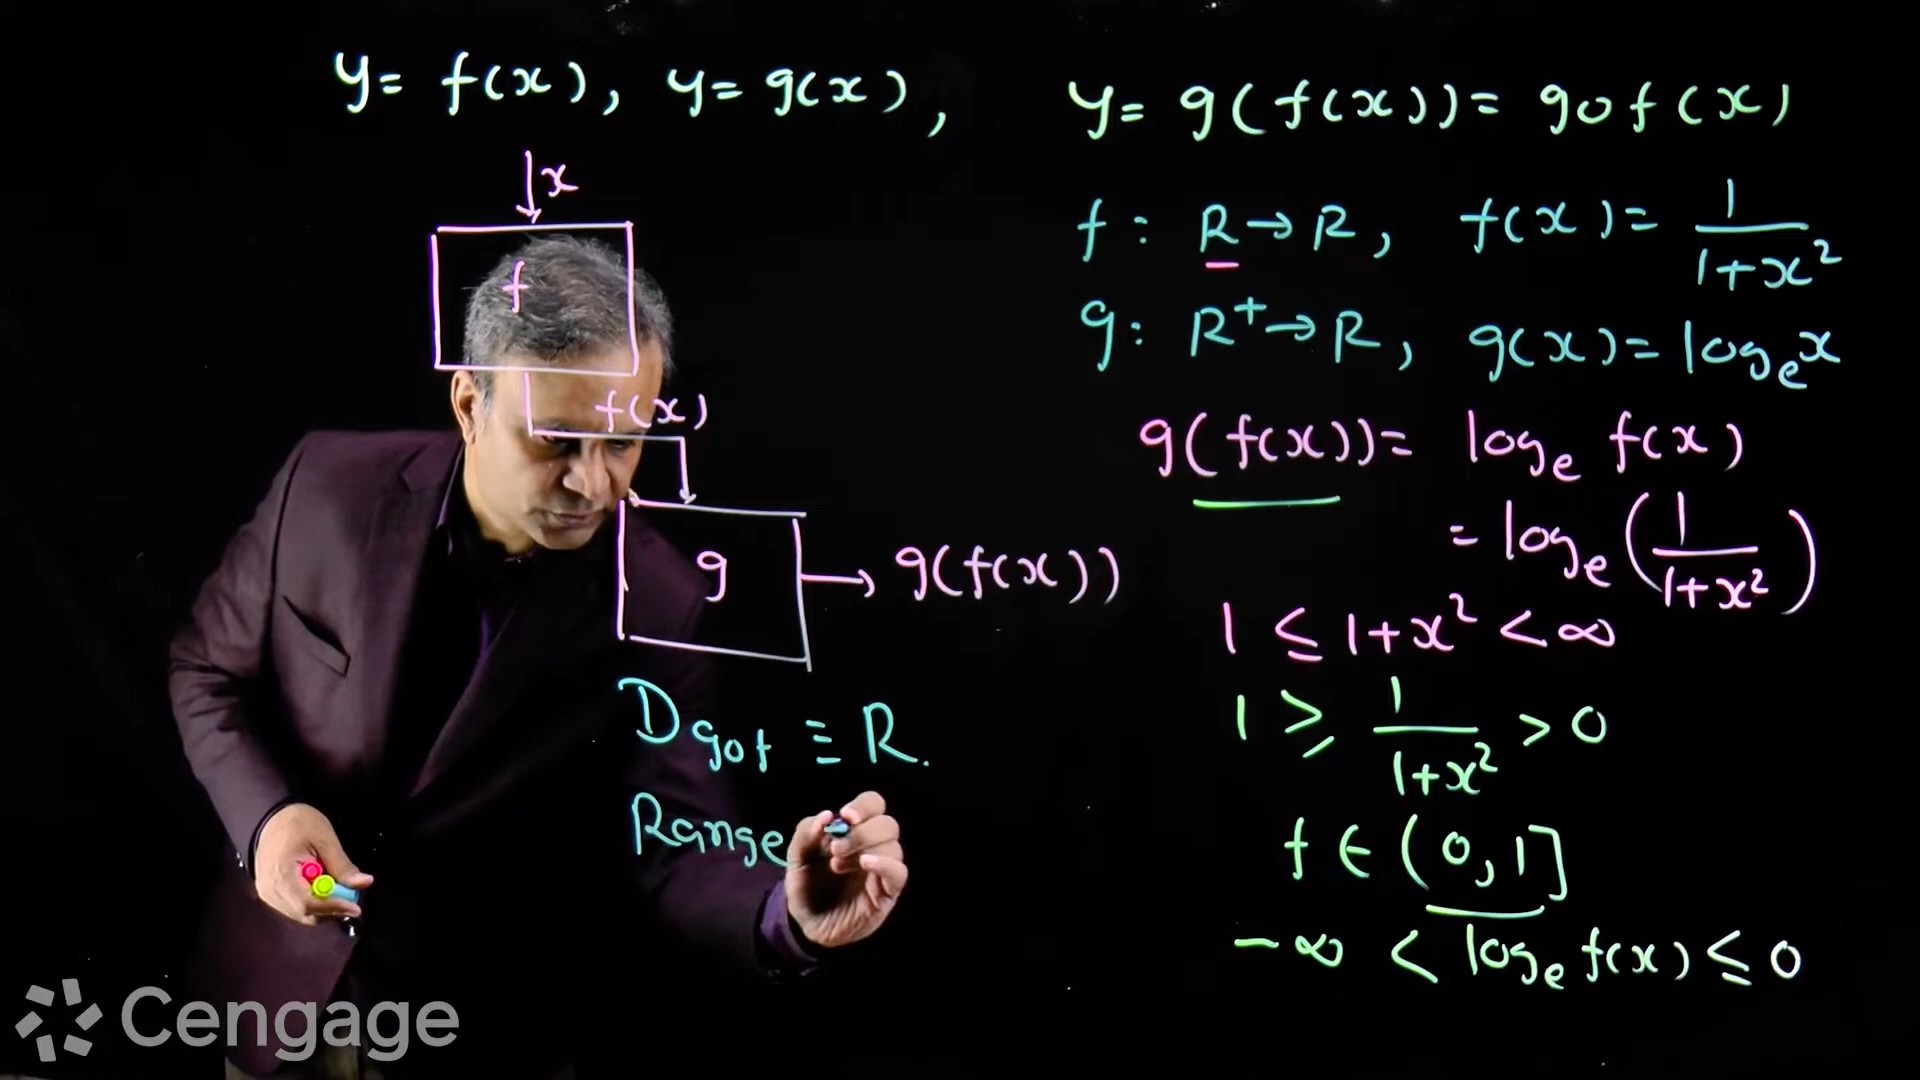 y= f(x), y= g(x), y= g(f(x))= gof(x)
x
f
f(x)
g
g(f(x))
D gof ≡ R.
Range
f: R→R, f(x)= 1/(1+x²)
g: R⁺→R, g(x)= logₑx
g(f(x))= logₑ f(x)
= logₑ(1/(1+x²))
1 ≤ 1+x² < ∞
1 ≥ 1/(1+x²) > 0
f ∈ (0,1]
-∞ < logₑ f(x) ≤ 0
Cengage